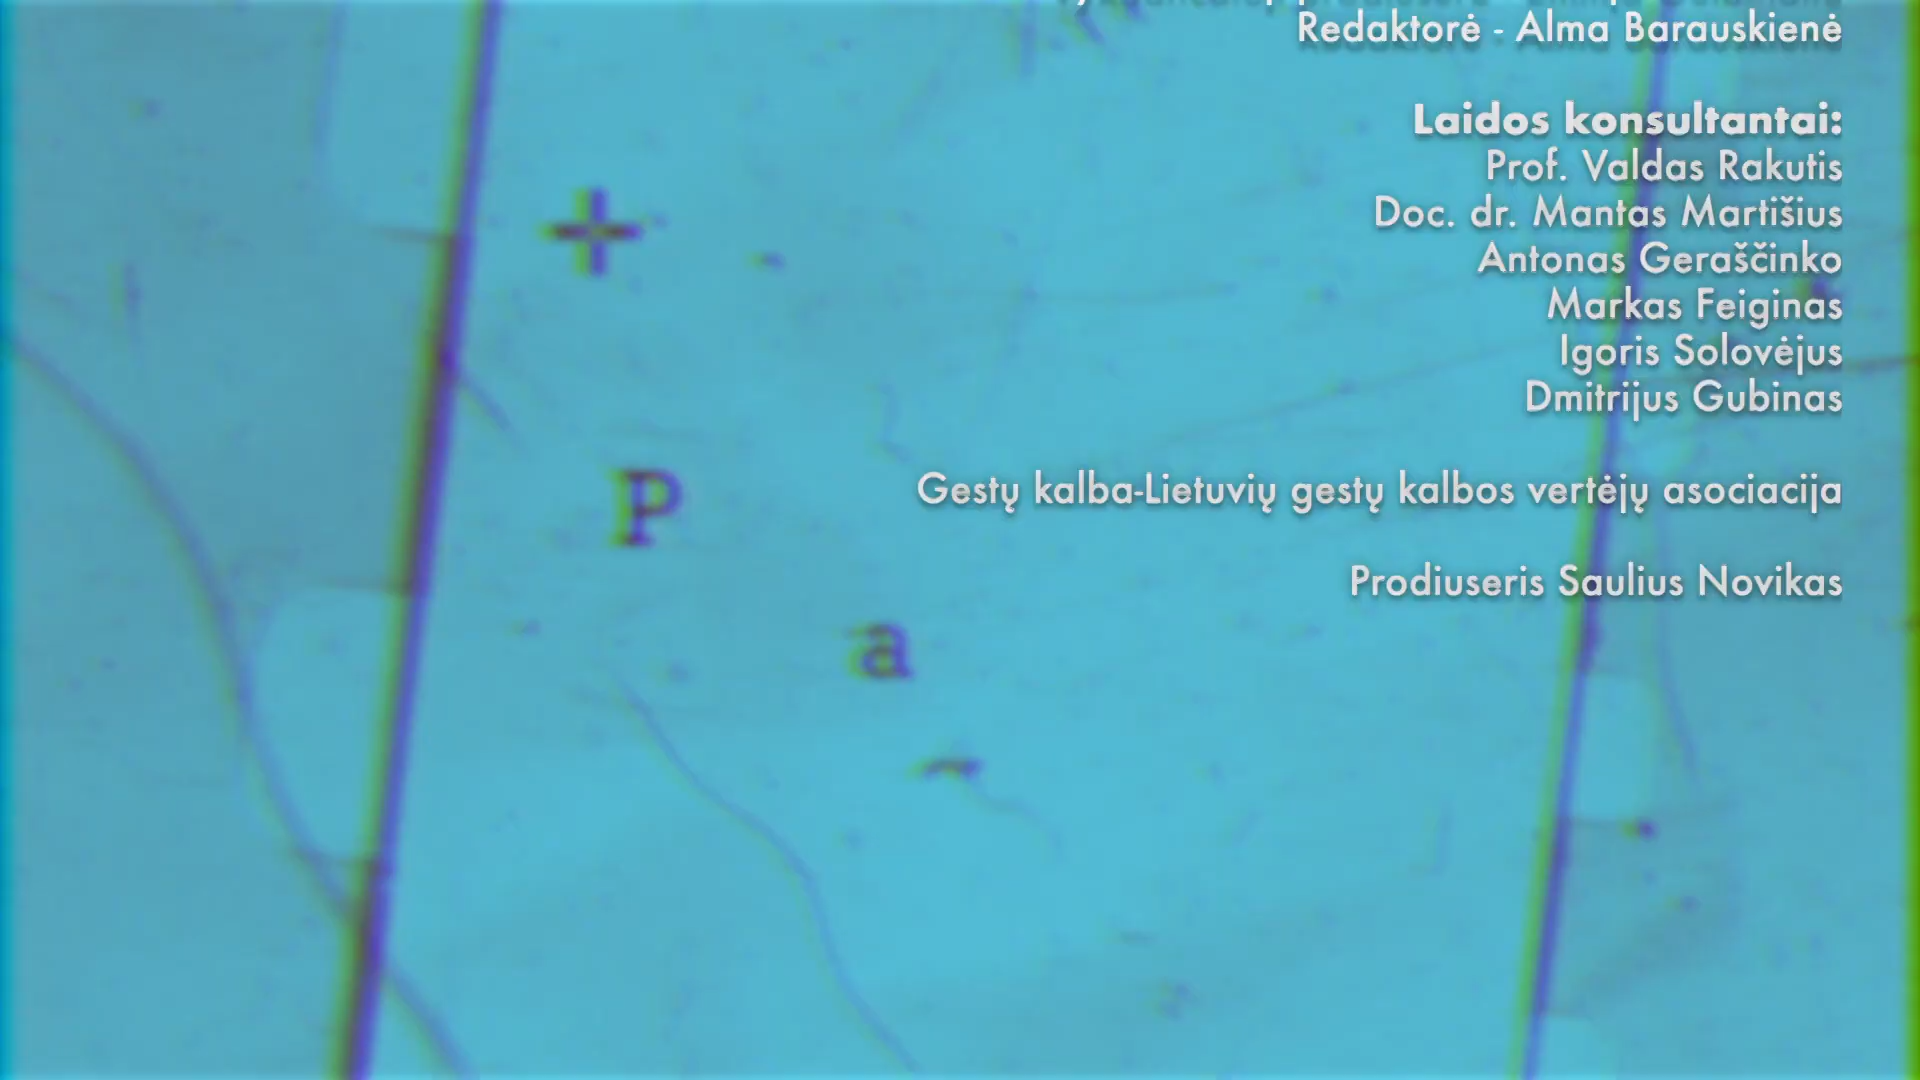 Redaktorė - Alma Barauskienė
Laidos konsultantai:
Prof. Valdas Rakutis
Doc. dr. Mantas Martišius
Antonas Geraščinko
Markas Feiginas
Igoris Solovėjus
Dmitrijus Gubinas
Gestų kalba-Lietuvių gestų kalbos vertėjų asociacija
Prodiuseris Saulius Novikas
P
a